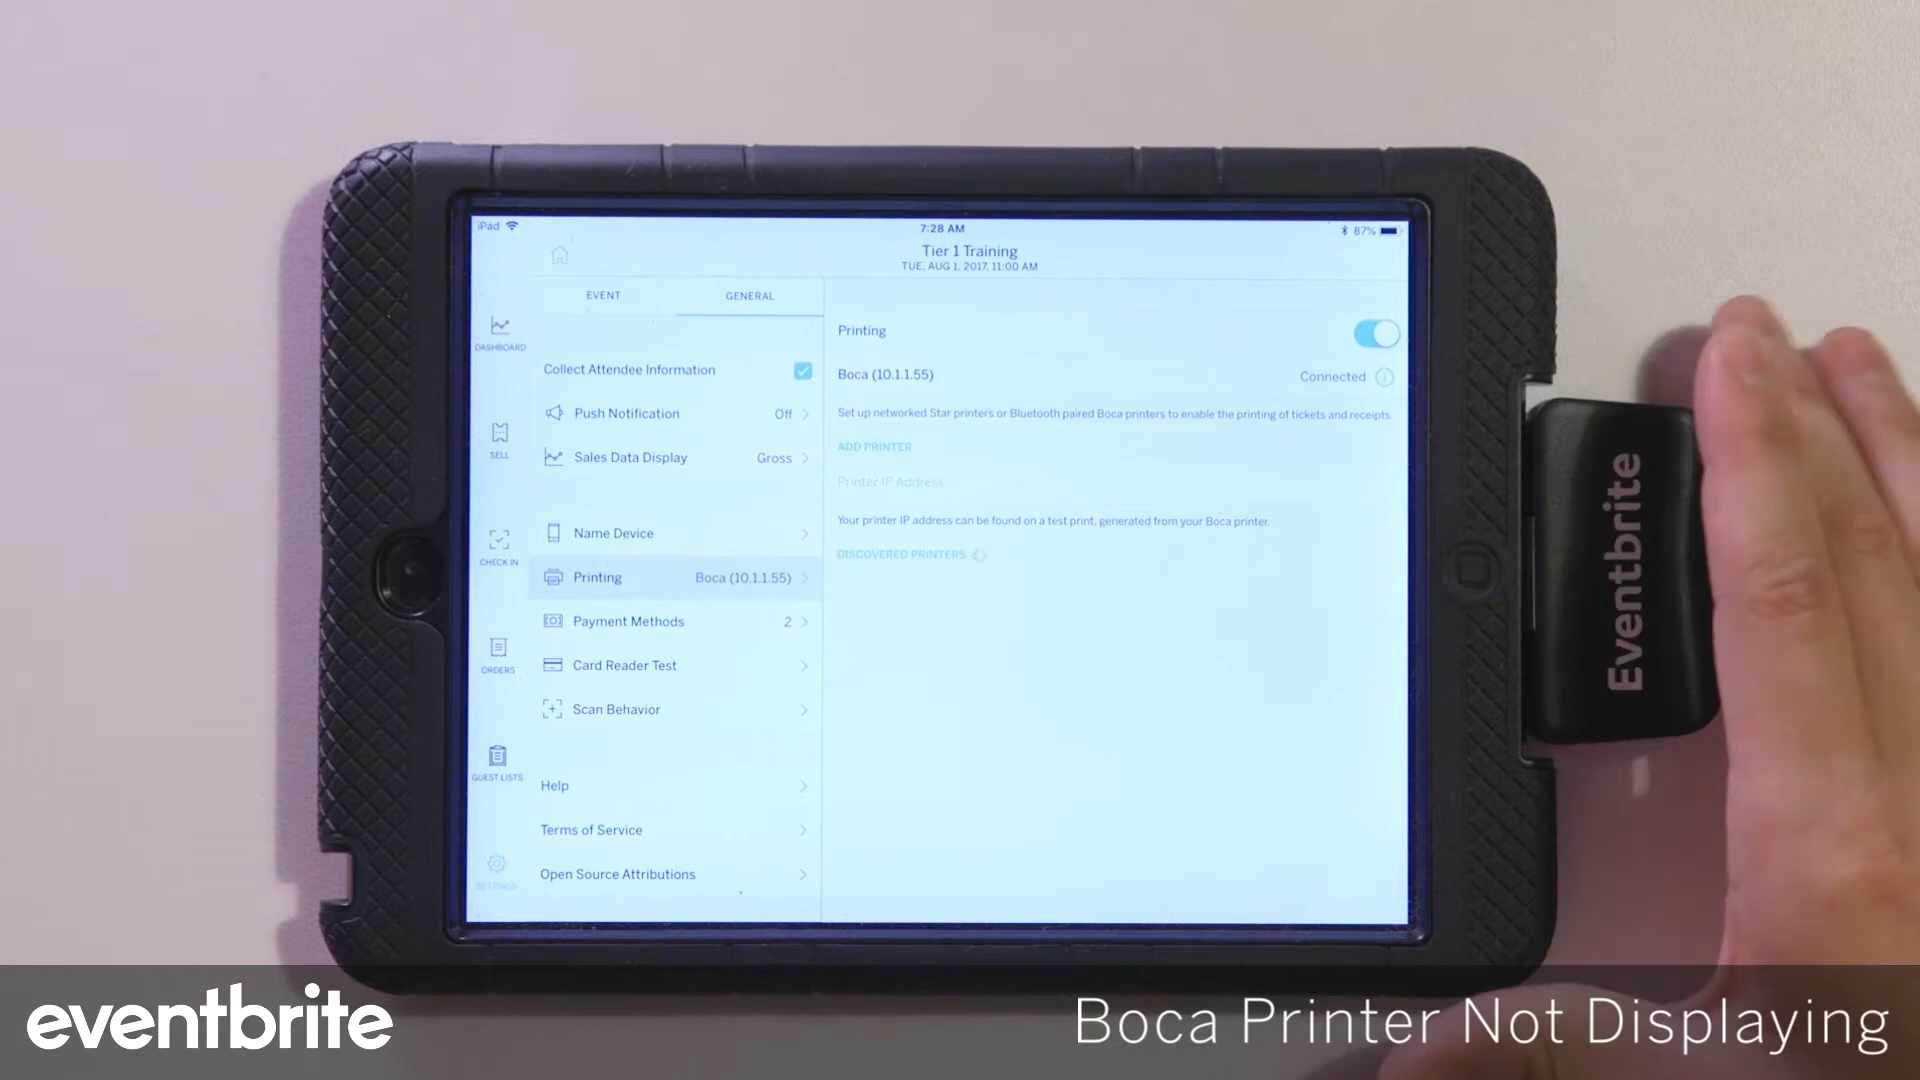 iPad
7:28 AM
87%
Tier 1 Training
TUE, AUG 1, 2017, 11:00 AM
EVENT
GENERAL
DASHBOARD
SELL
CHECK IN
ORDERS
GUEST LISTS
SETTINGS
Collect Attendee Information
Push Notification Off
Sales Data Display Gross
Name Device
Printing Boca (10.1.1.55)
Payment Methods 2
Card Reader Test
Scan Behavior
Help
Terms of Service
Open Source Attributions
Printing
Boca (10.1.1.55) Connected
Set up networked Star printers or Bluetooth paired Boca printers to enable the printing of tickets and receipts.
ADD PRINTER
Printer IP Address
Your printer IP address can be found on a test print, generated from your Boca printer.
DISCOVERED PRINTERS
Eventbrite
eventbrite
Boca Printer Not Displaying